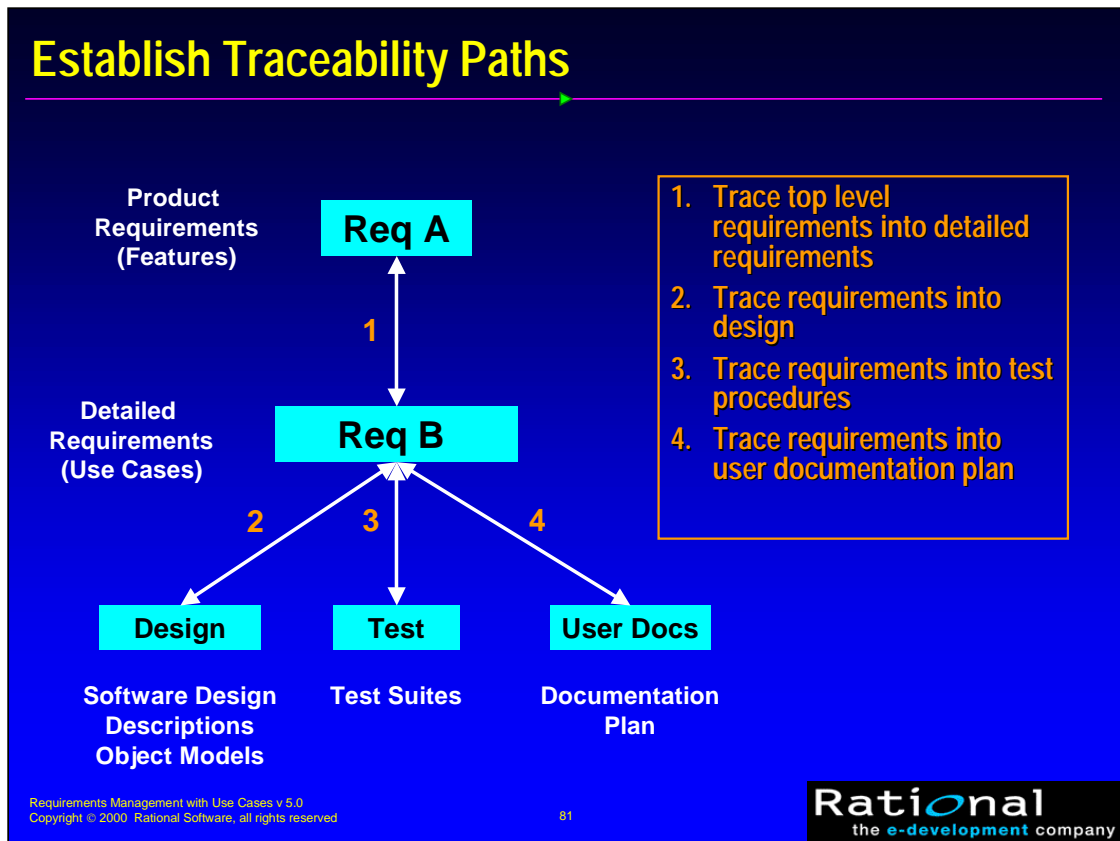 Establish Traceability Paths
Product
Requirements
(Features)
Req A
1
Detailed
Requirements
(Use Cases)
Req B
2
3
4
Design
Test
User Docs
Software Design
Descriptions
Object Models
Test Suites
Documentation
Plan
1. Trace top level
requirements into detailed
requirements
2. Trace requirements into
design
3. Trace requirements into test
procedures
4. Trace requirements into
user documentation plan
Requirements Management with Use Cases v 5.0
Copyright © 2000 Rational Software, all rights reserved
81
Rational
the e-development company